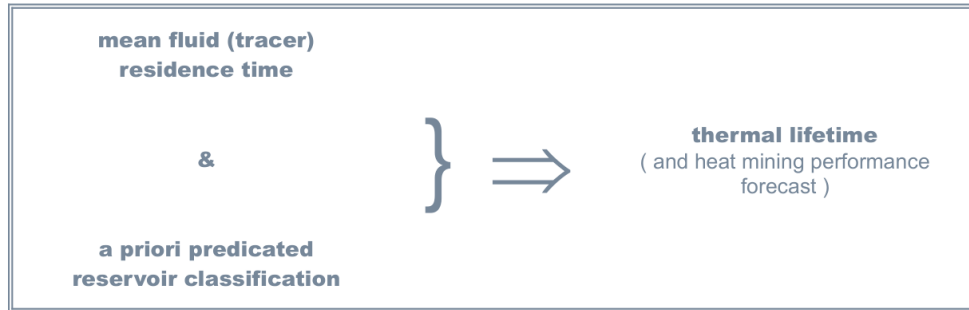 mean fluid (tracer)
residence time
&
a priori predicated
reservoir classification
}
⇒
thermal lifetime
( and heat mining performance
forecast )